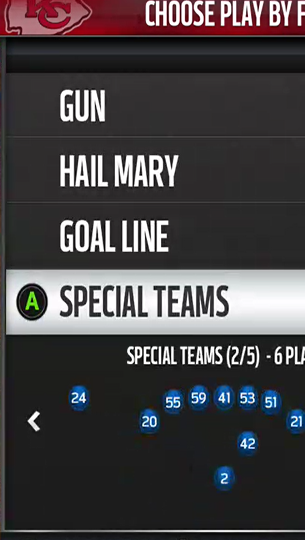 KC
CHOOSE PLAY BY F
GUN
HAIL MARY
GOAL LINE
A SPECIAL TEAMS
SPECIAL TEAMS (2/5) - 6 PLA
24 55 59 41 53 51
20 21
42
2